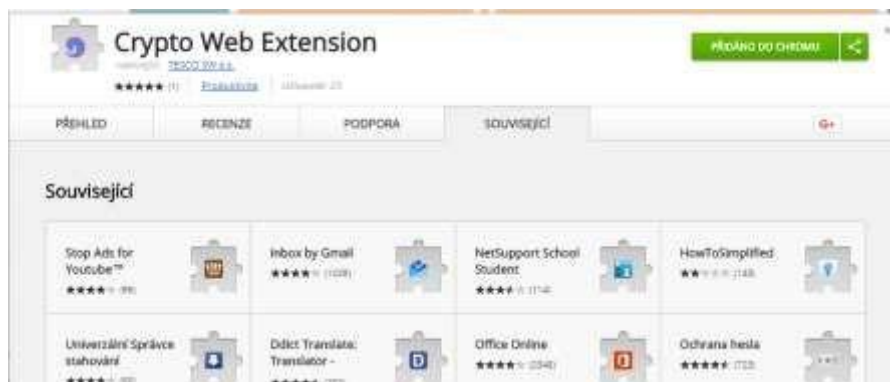 Crypto Web Extension
TESCO SW a.s.
PŘIDÁNO DO CHROMU
(1)
Produktivita
PŘEHLED
RECENZE
PODPORA
SOUVISEJÍCÍ
G+
Související
Stop Ads for
Youtube™
Inbox by Gmail
NetSupport School
Student
HowToSimplified
Univerzální Správce
stahování
Ddict Translate:
Translator -
Office Online
Ochrana hesla